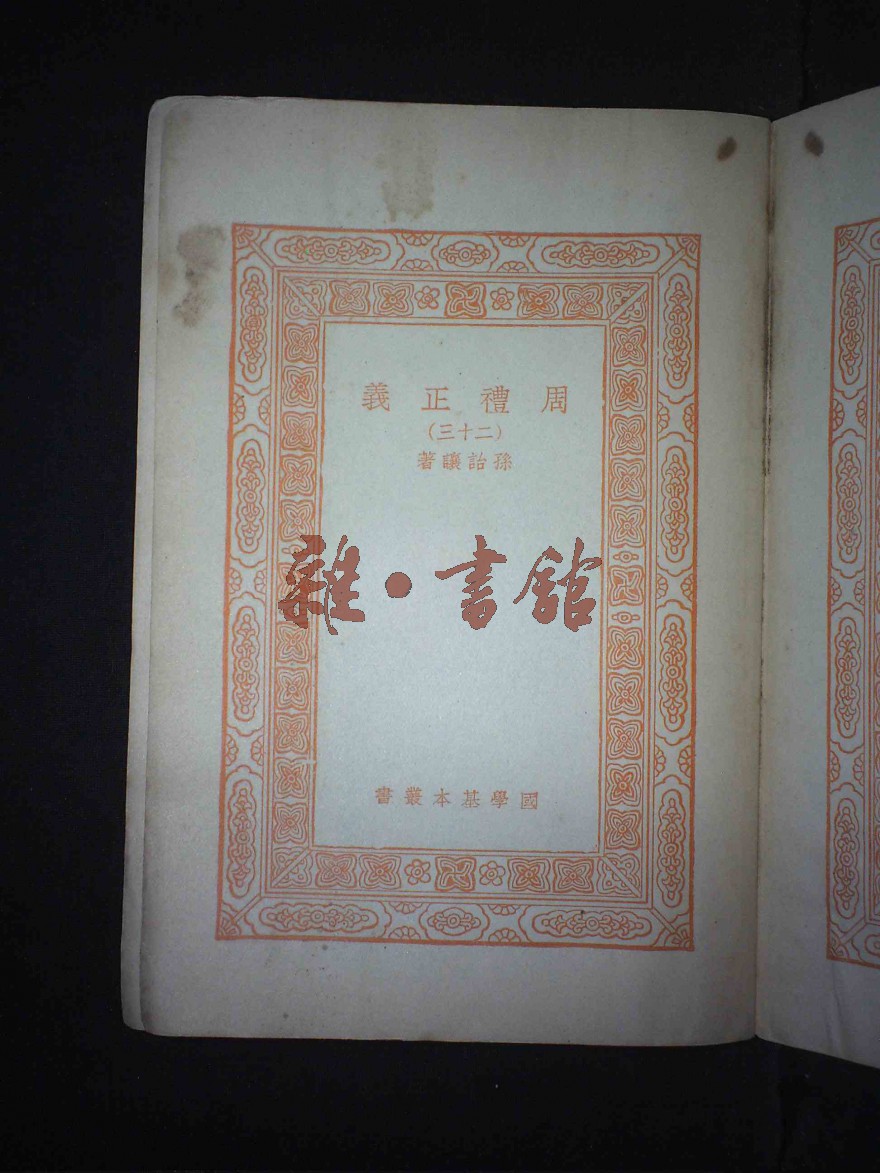 周禮正義
(二十三)
孫詒讓著
雜·書館
國學基本叢書